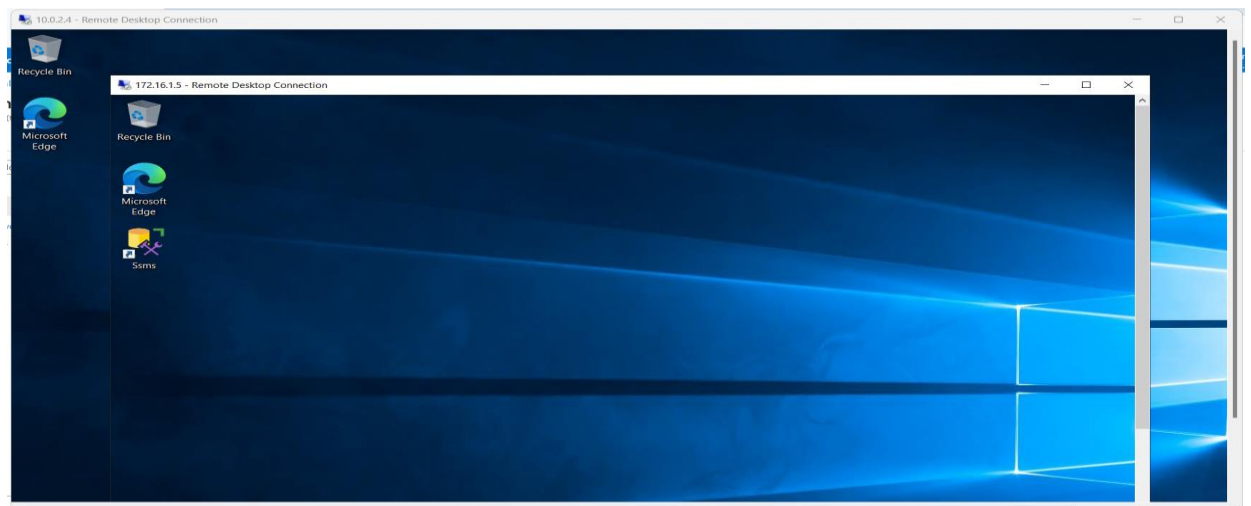 10.0.2.4 - Remote Desktop Connection
Recycle Bin
172.16.1.5 - Remote Desktop Connection
Microsoft
Edge
Recycle Bin
Microsoft
Edge
Ssms